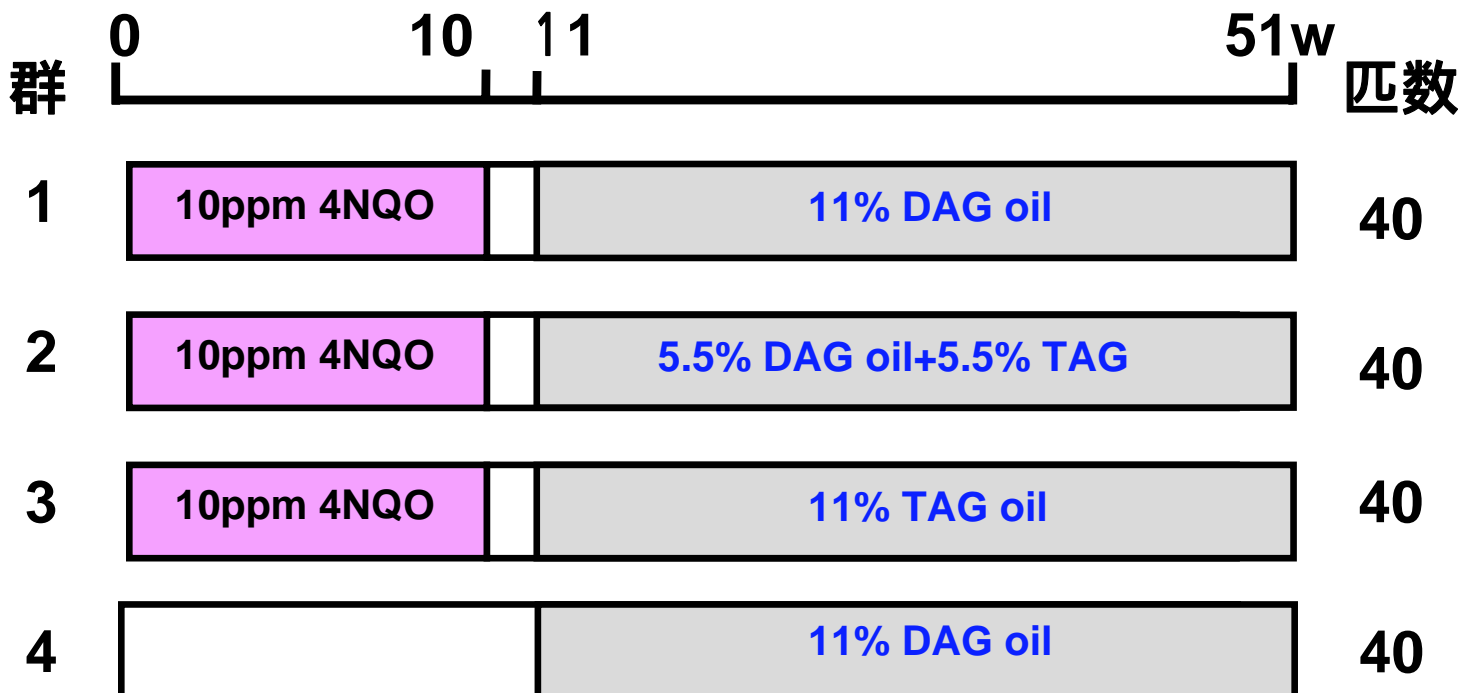 0 10 11 51w
群 匹数
1 10ppm 4NQO 11% DAG oil 40
2 10ppm 4NQO 5.5% DAG oil+5.5% TAG 40
3 10ppm 4NQO 11% TAG oil 40
4 11% DAG oil 40